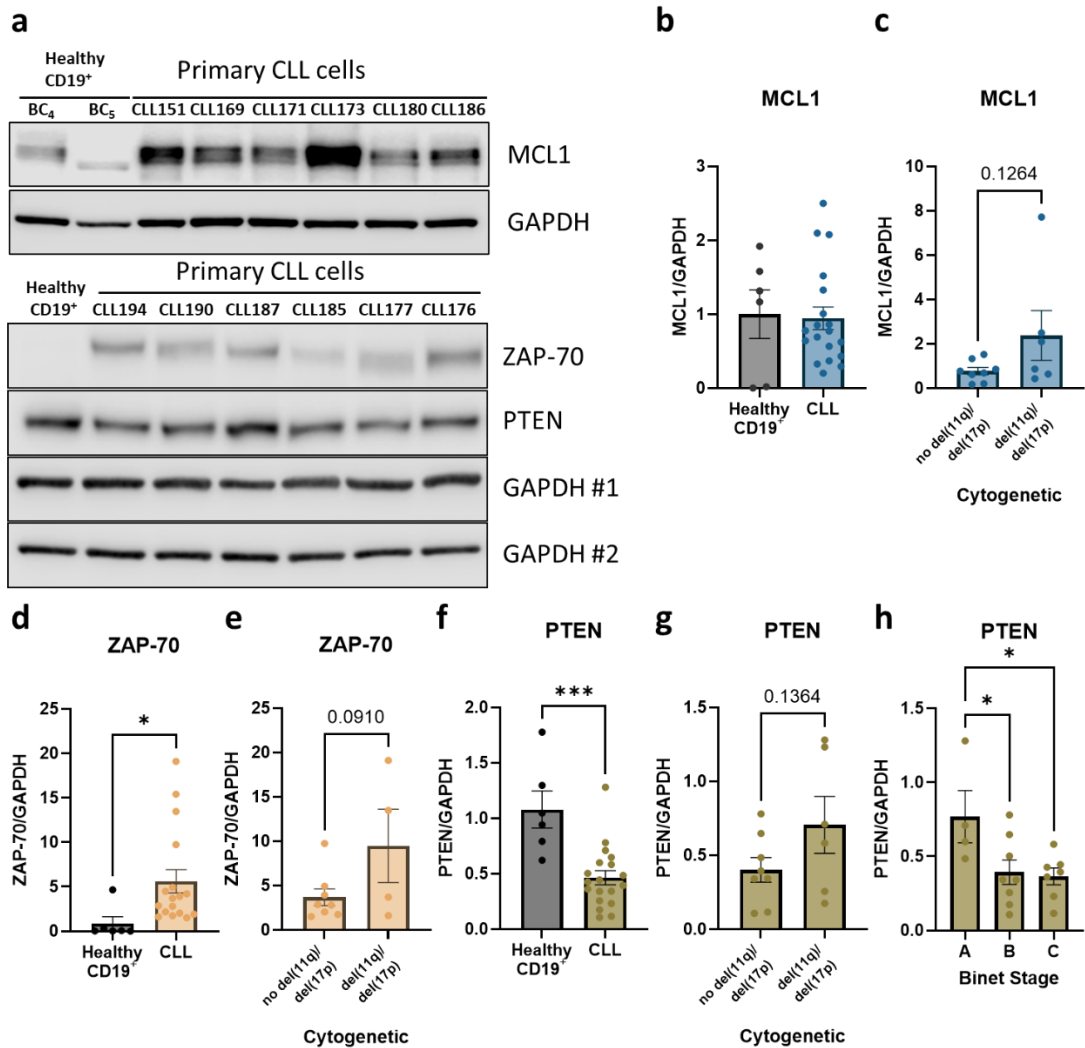 a
Healthy
CD19⁺
Primary CLL cells
BC₄ BC₅ CLL151 CLL169 CLL171 CLL173 CLL180 CLL186
MCL1
GAPDH
Primary CLL cells
Healthy
CD19⁺
CLL194 CLL190 CLL187 CLL185 CLL177 CLL176
ZAP-70
PTEN
GAPDH #1
GAPDH #2
b
MCL1
MCL1/GAPDH
3
2
1
0
Healthy
CD19⁺
CLL
c
MCL1
MCL1/GAPDH
10
8
6
4
2
0
0.1264
no del(11q)/
del(17p)
del(11q)/
del(17p)
Cytogenetic
d
ZAP-70
ZAP-70/GAPDH
25
20
15
10
5
0
*
Healthy
CD19⁺
CLL
e
ZAP-70
ZAP-70/GAPDH
25
20
15
10
5
0
0.0910
no del(11q)/
del(17p)
del(11q)/
del(17p)
Cytogenetic
f
PTEN
PTEN/GAPDH
2.0
1.5
1.0
0.5
0.0
***
Healthy
CD19⁺
CLL
g
PTEN
PTEN/GAPDH
1.5
1.0
0.5
0.0
0.1364
no del(11q)/
del(17p)
del(11q)/
del(17p)
Cytogenetic
h
PTEN
PTEN/GAPDH
1.5
1.0
0.5
0.0
*
*
A B C
Binet Stage